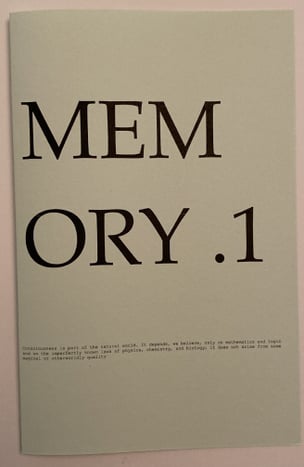 MEM
ORY .1
Consciousness is part of the natural world. It depends, we believe, only on mathematics and logic
and on the imperfectly known laws of physics, chemistry, and biology; it does not arise from some
magical or otherworldly quality